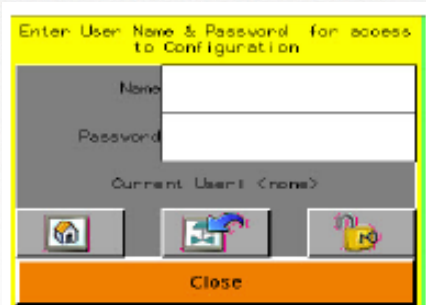 Enter User Name & Password for access
to Configuration
Name
Password
Current User: <none>
Close